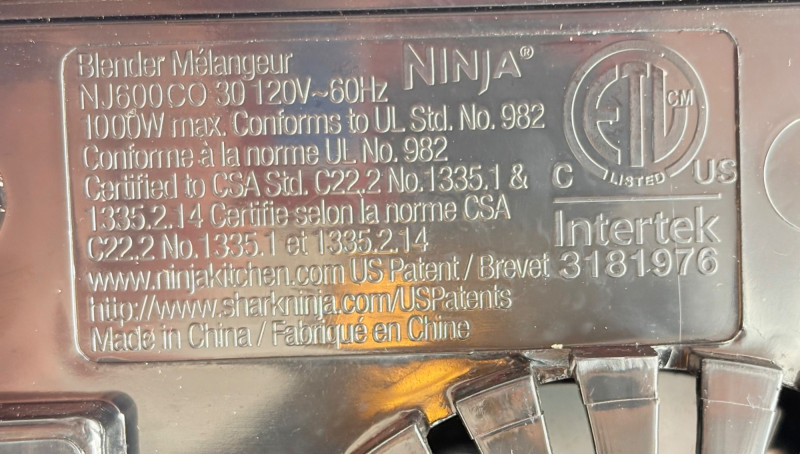 Blender Mélangeur
NINJA®
NJ600CO 30 120V~60Hz
1000W max. Conforms to UL Std. No. 982
Conforme à la norme UL No. 982
Certified to CSA Std. C22.2 No.1335.1 &
1335.2.14 Certifie selon la norme CSA
C22.2 No.1335.1 et 1335.2.14
www.ninjakitchen.com US Patent / Brevet
http://www.sharkninja.com/USPatents
Made in China / Fabriqué en Chine
ETL CM
LISTED
C US
Intertek
3181976